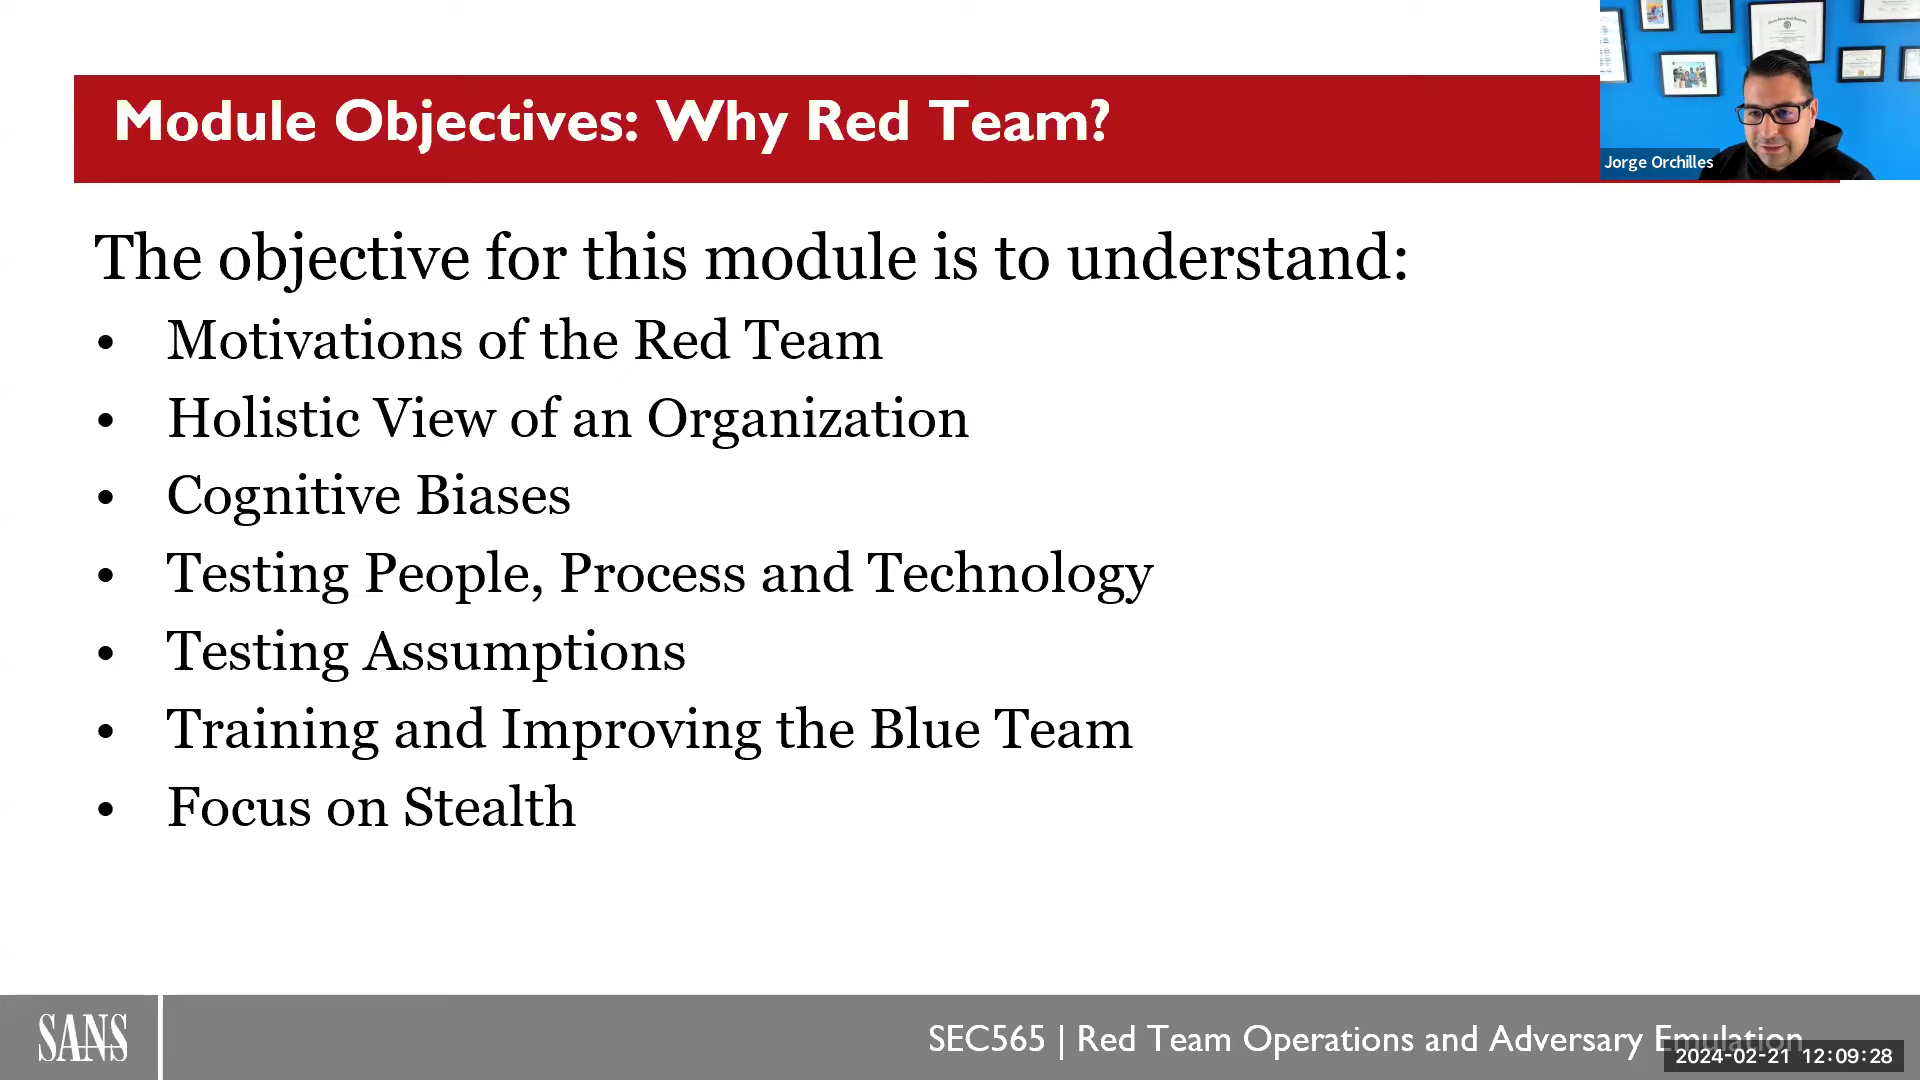 Module Objectives: Why Red Team?
Jorge Orchilles
The objective for this module is to understand:
• Motivations of the Red Team
• Holistic View of an Organization
• Cognitive Biases
• Testing People, Process and Technology
• Testing Assumptions
• Training and Improving the Blue Team
• Focus on Stealth
SANS
SEC565 | Red Team Operations and Adversary Emulation
2024-02-21 12:09:28